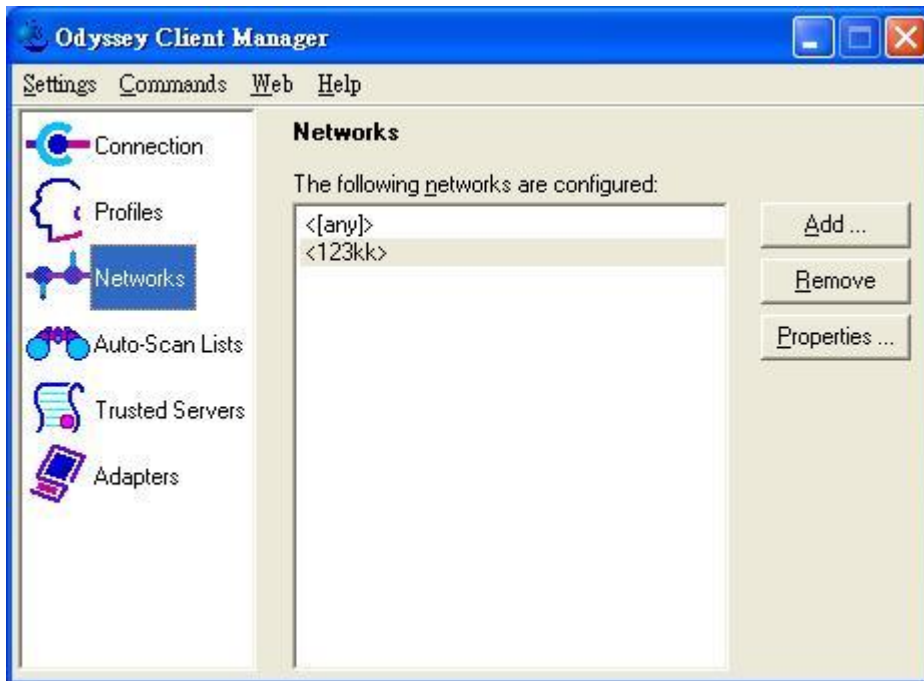 Odyssey Client Manager
Settings Commands Web Help
Connection
Profiles
Networks
Auto-Scan Lists
Trusted Servers
Adapters
Networks
The following networks are configured:
<[any]>
<123kk>
Add ...
Remove
Properties ...